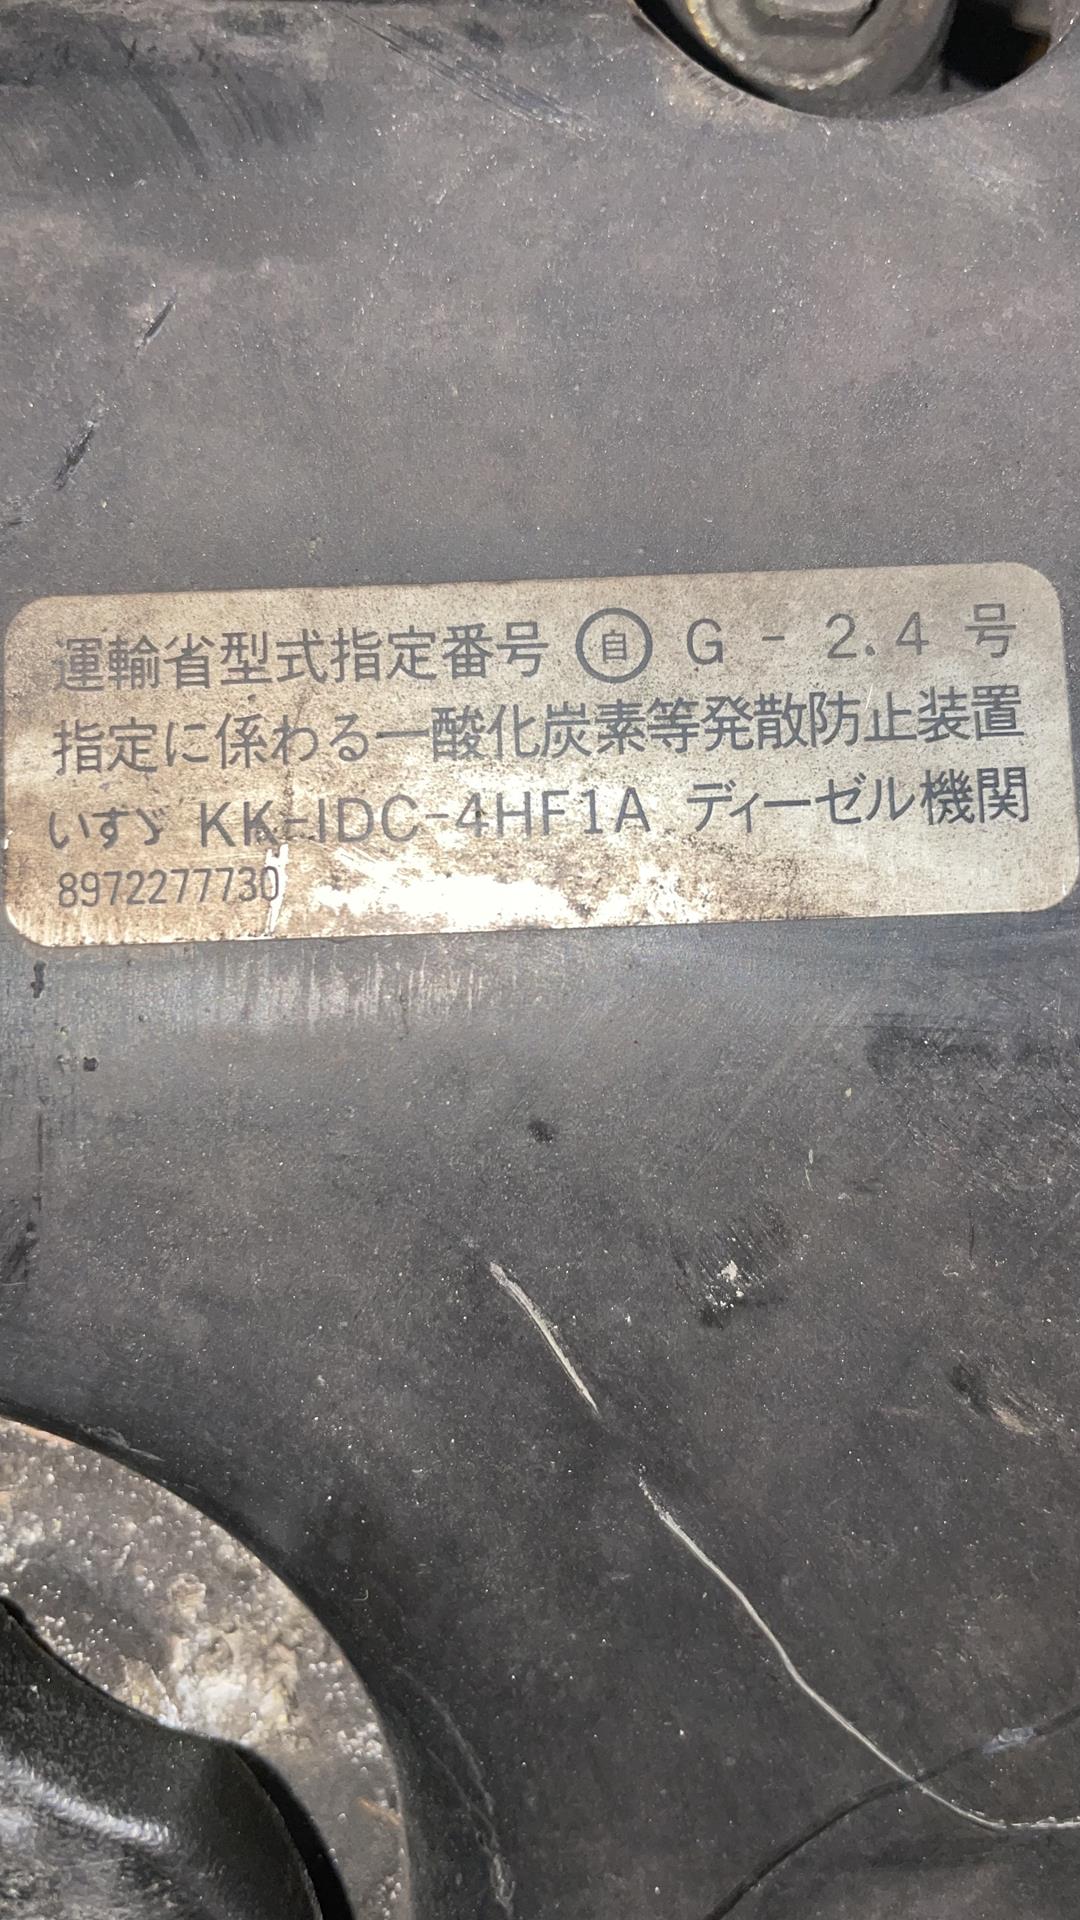 運輸省型式指定番号 ㊀自 G - 2.4 号
指定に係わる一酸化炭素等発散防止装置
いすゞ KK-IDC-4HF1A ディーゼル機関
8972277730